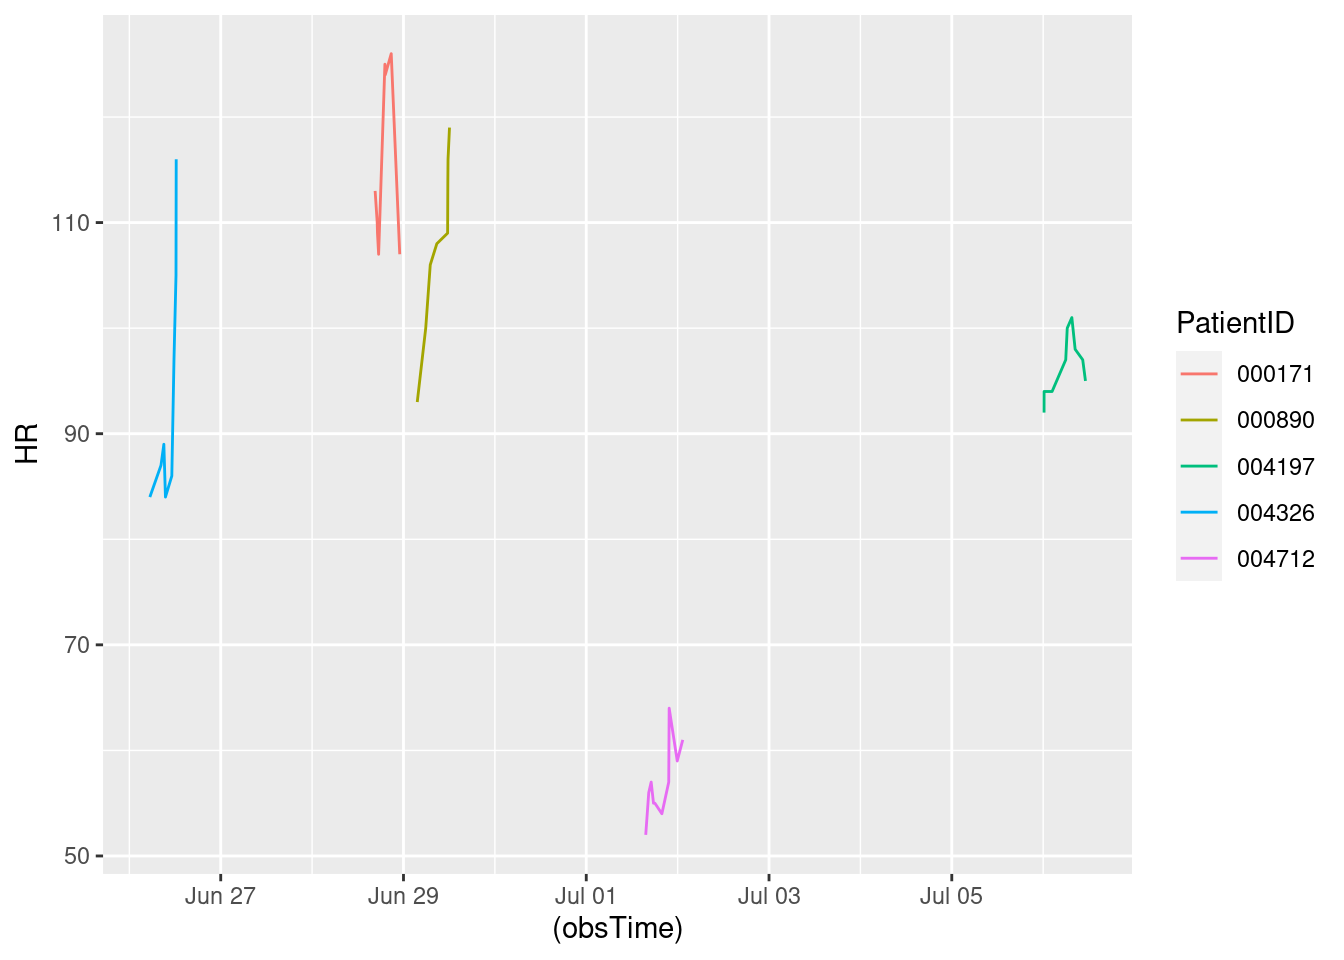 HR
110
90
70
50
Jun 27
Jun 29
Jul 01
Jul 03
Jul 05
(obsTime)
PatientID
000171
000890
004197
004326
004712